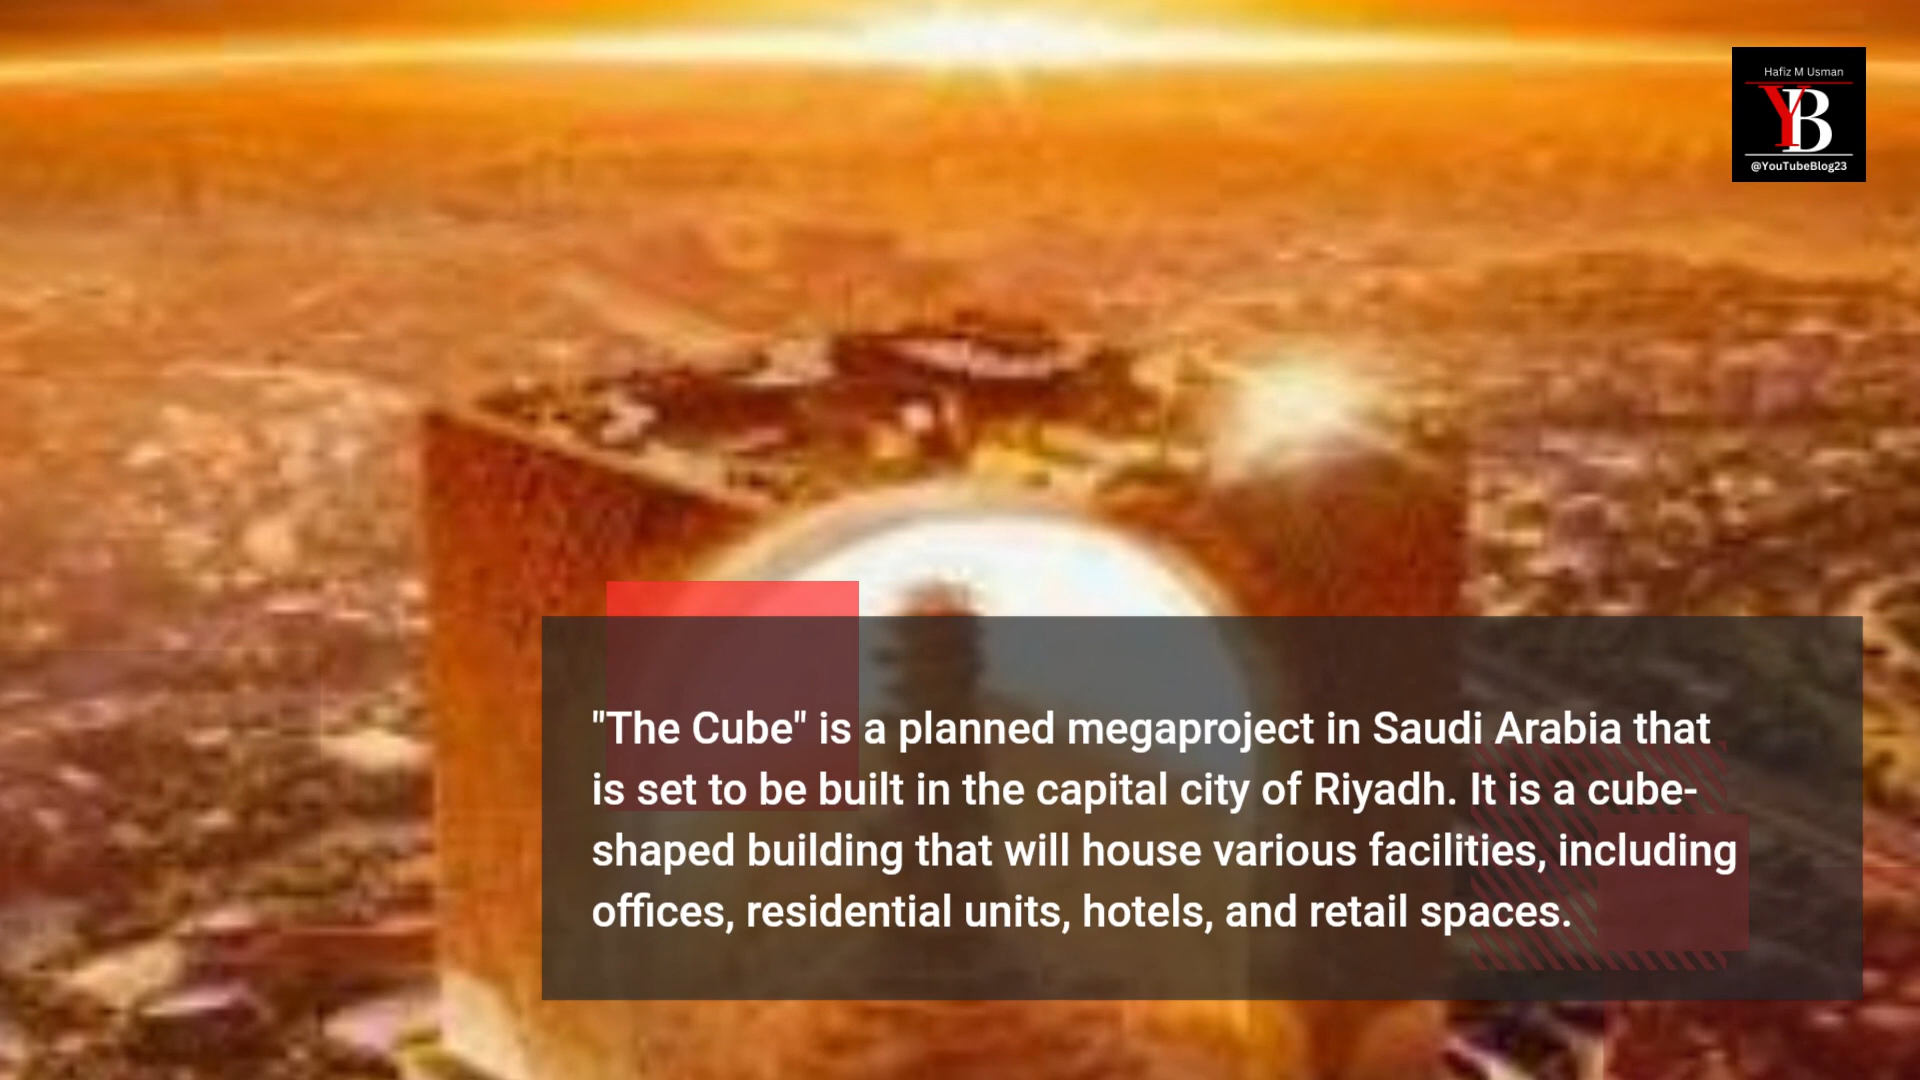 Hafiz M Usman
YB
@YouTubeBlog23
"The Cube" is a planned megaproject in Saudi Arabia that
is set to be built in the capital city of Riyadh. It is a cube-
shaped building that will house various facilities, including
offices, residential units, hotels, and retail spaces.